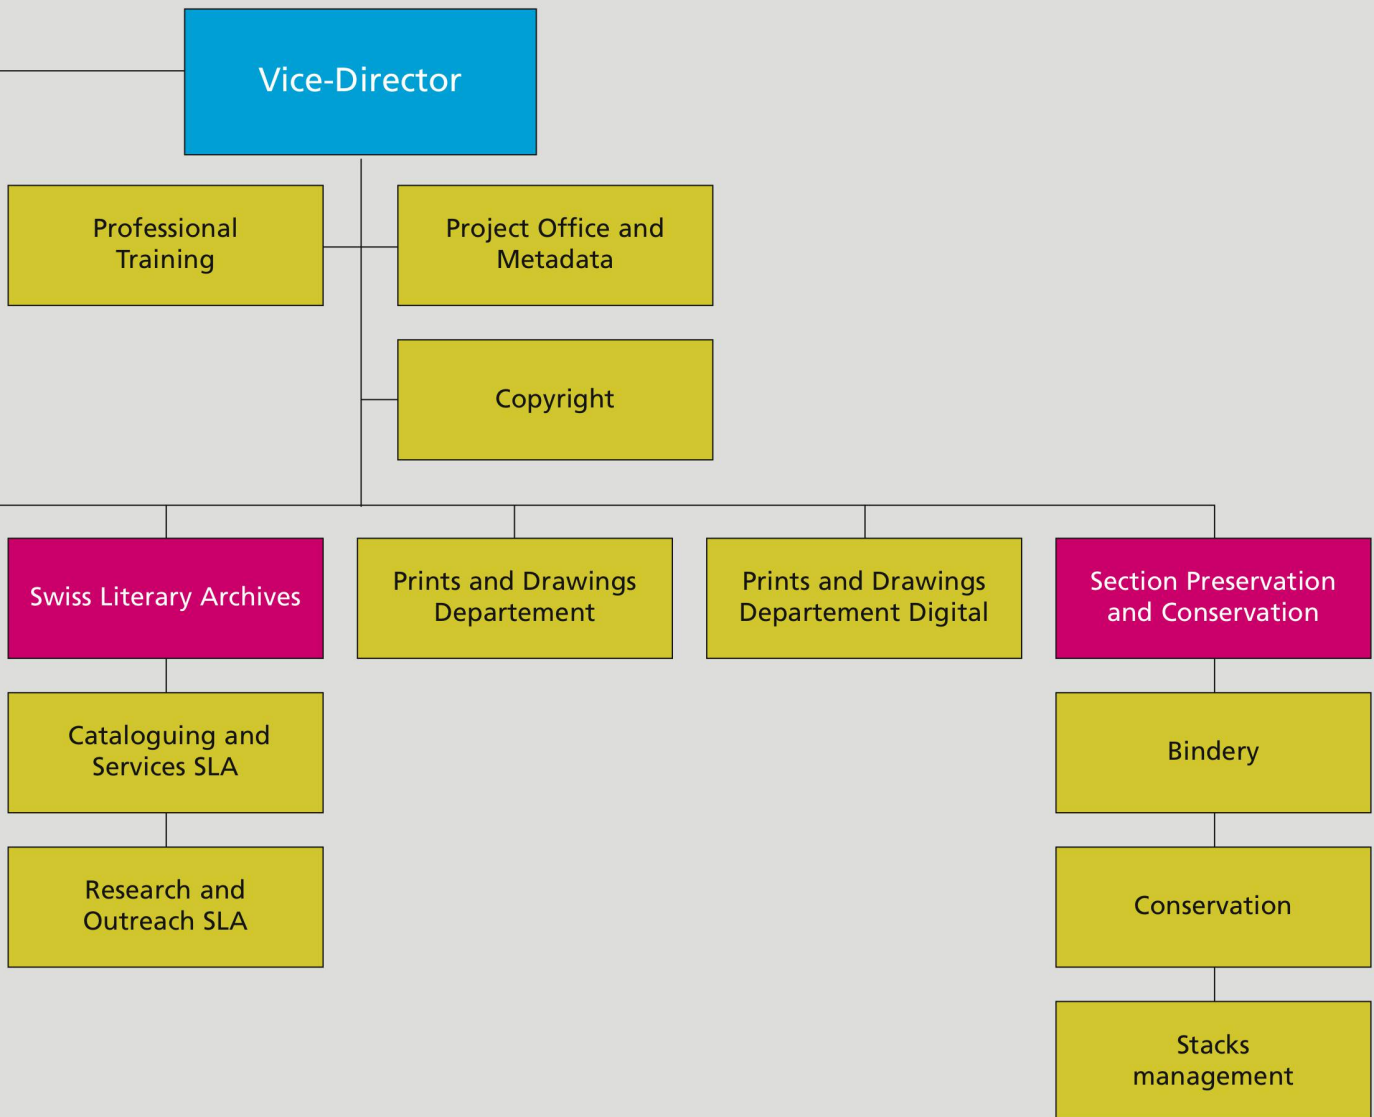 Vice-Director
Professional
Training
Project Office and
Metadata
Copyright
Swiss Literary Archives
Prints and Drawings
Departement
Prints and Drawings
Departement Digital
Section Preservation
and Conservation
Cataloguing and
Services SLA
Bindery
Research and
Outreach SLA
Conservation
Stacks
management